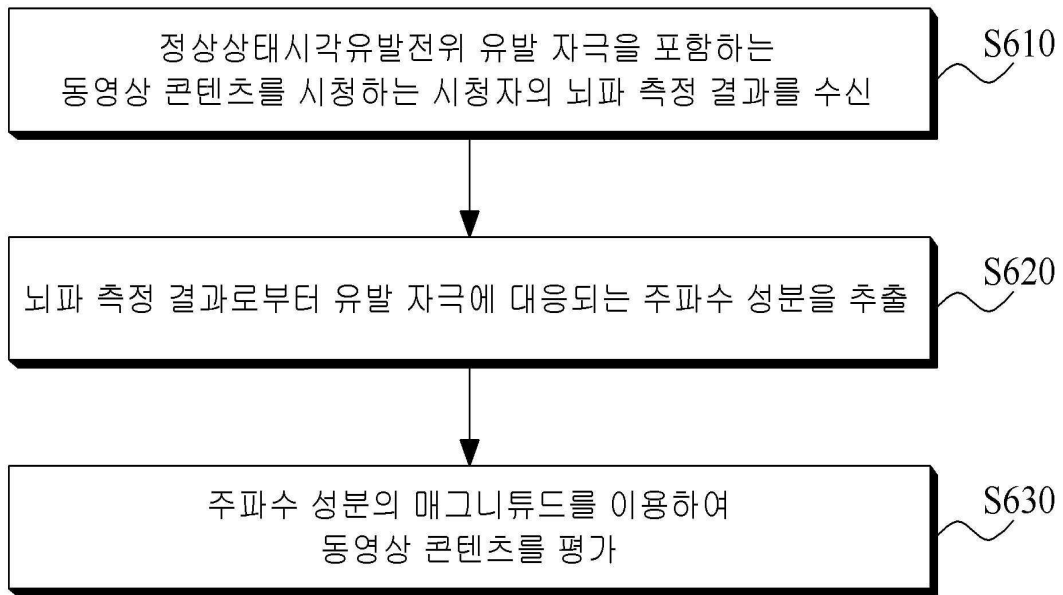 정상상태시각유발전위 유발 자극을 포함하는
동영상 콘텐츠를 시청하는 시청자의 뇌파 측정 결과를 수신
S610
뇌파 측정 결과로부터 유발 자극에 대응되는 주파수 성분을 추출
S620
주파수 성분의 매그니튜드를 이용하여
동영상 콘텐츠를 평가
S630